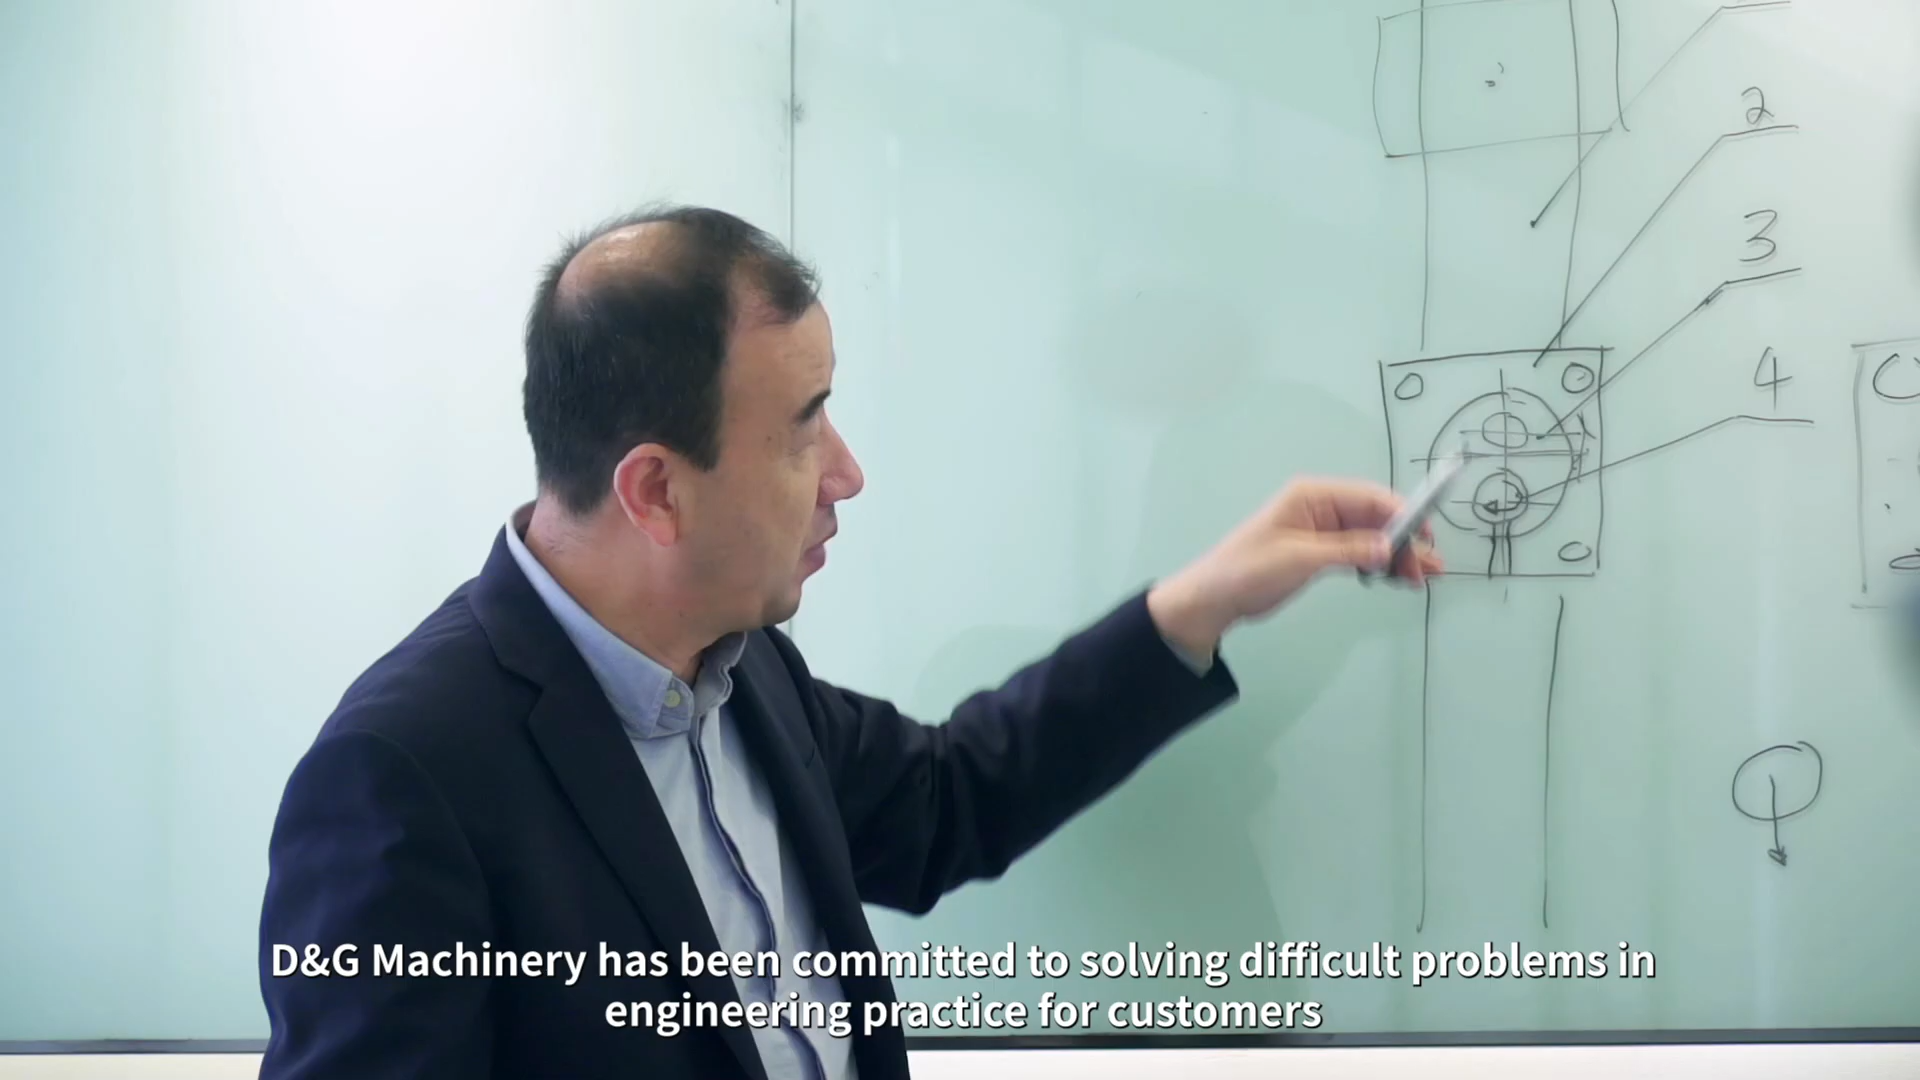 2
3
4
D&G Machinery has been committed to solving difficult problems in
engineering practice for customers